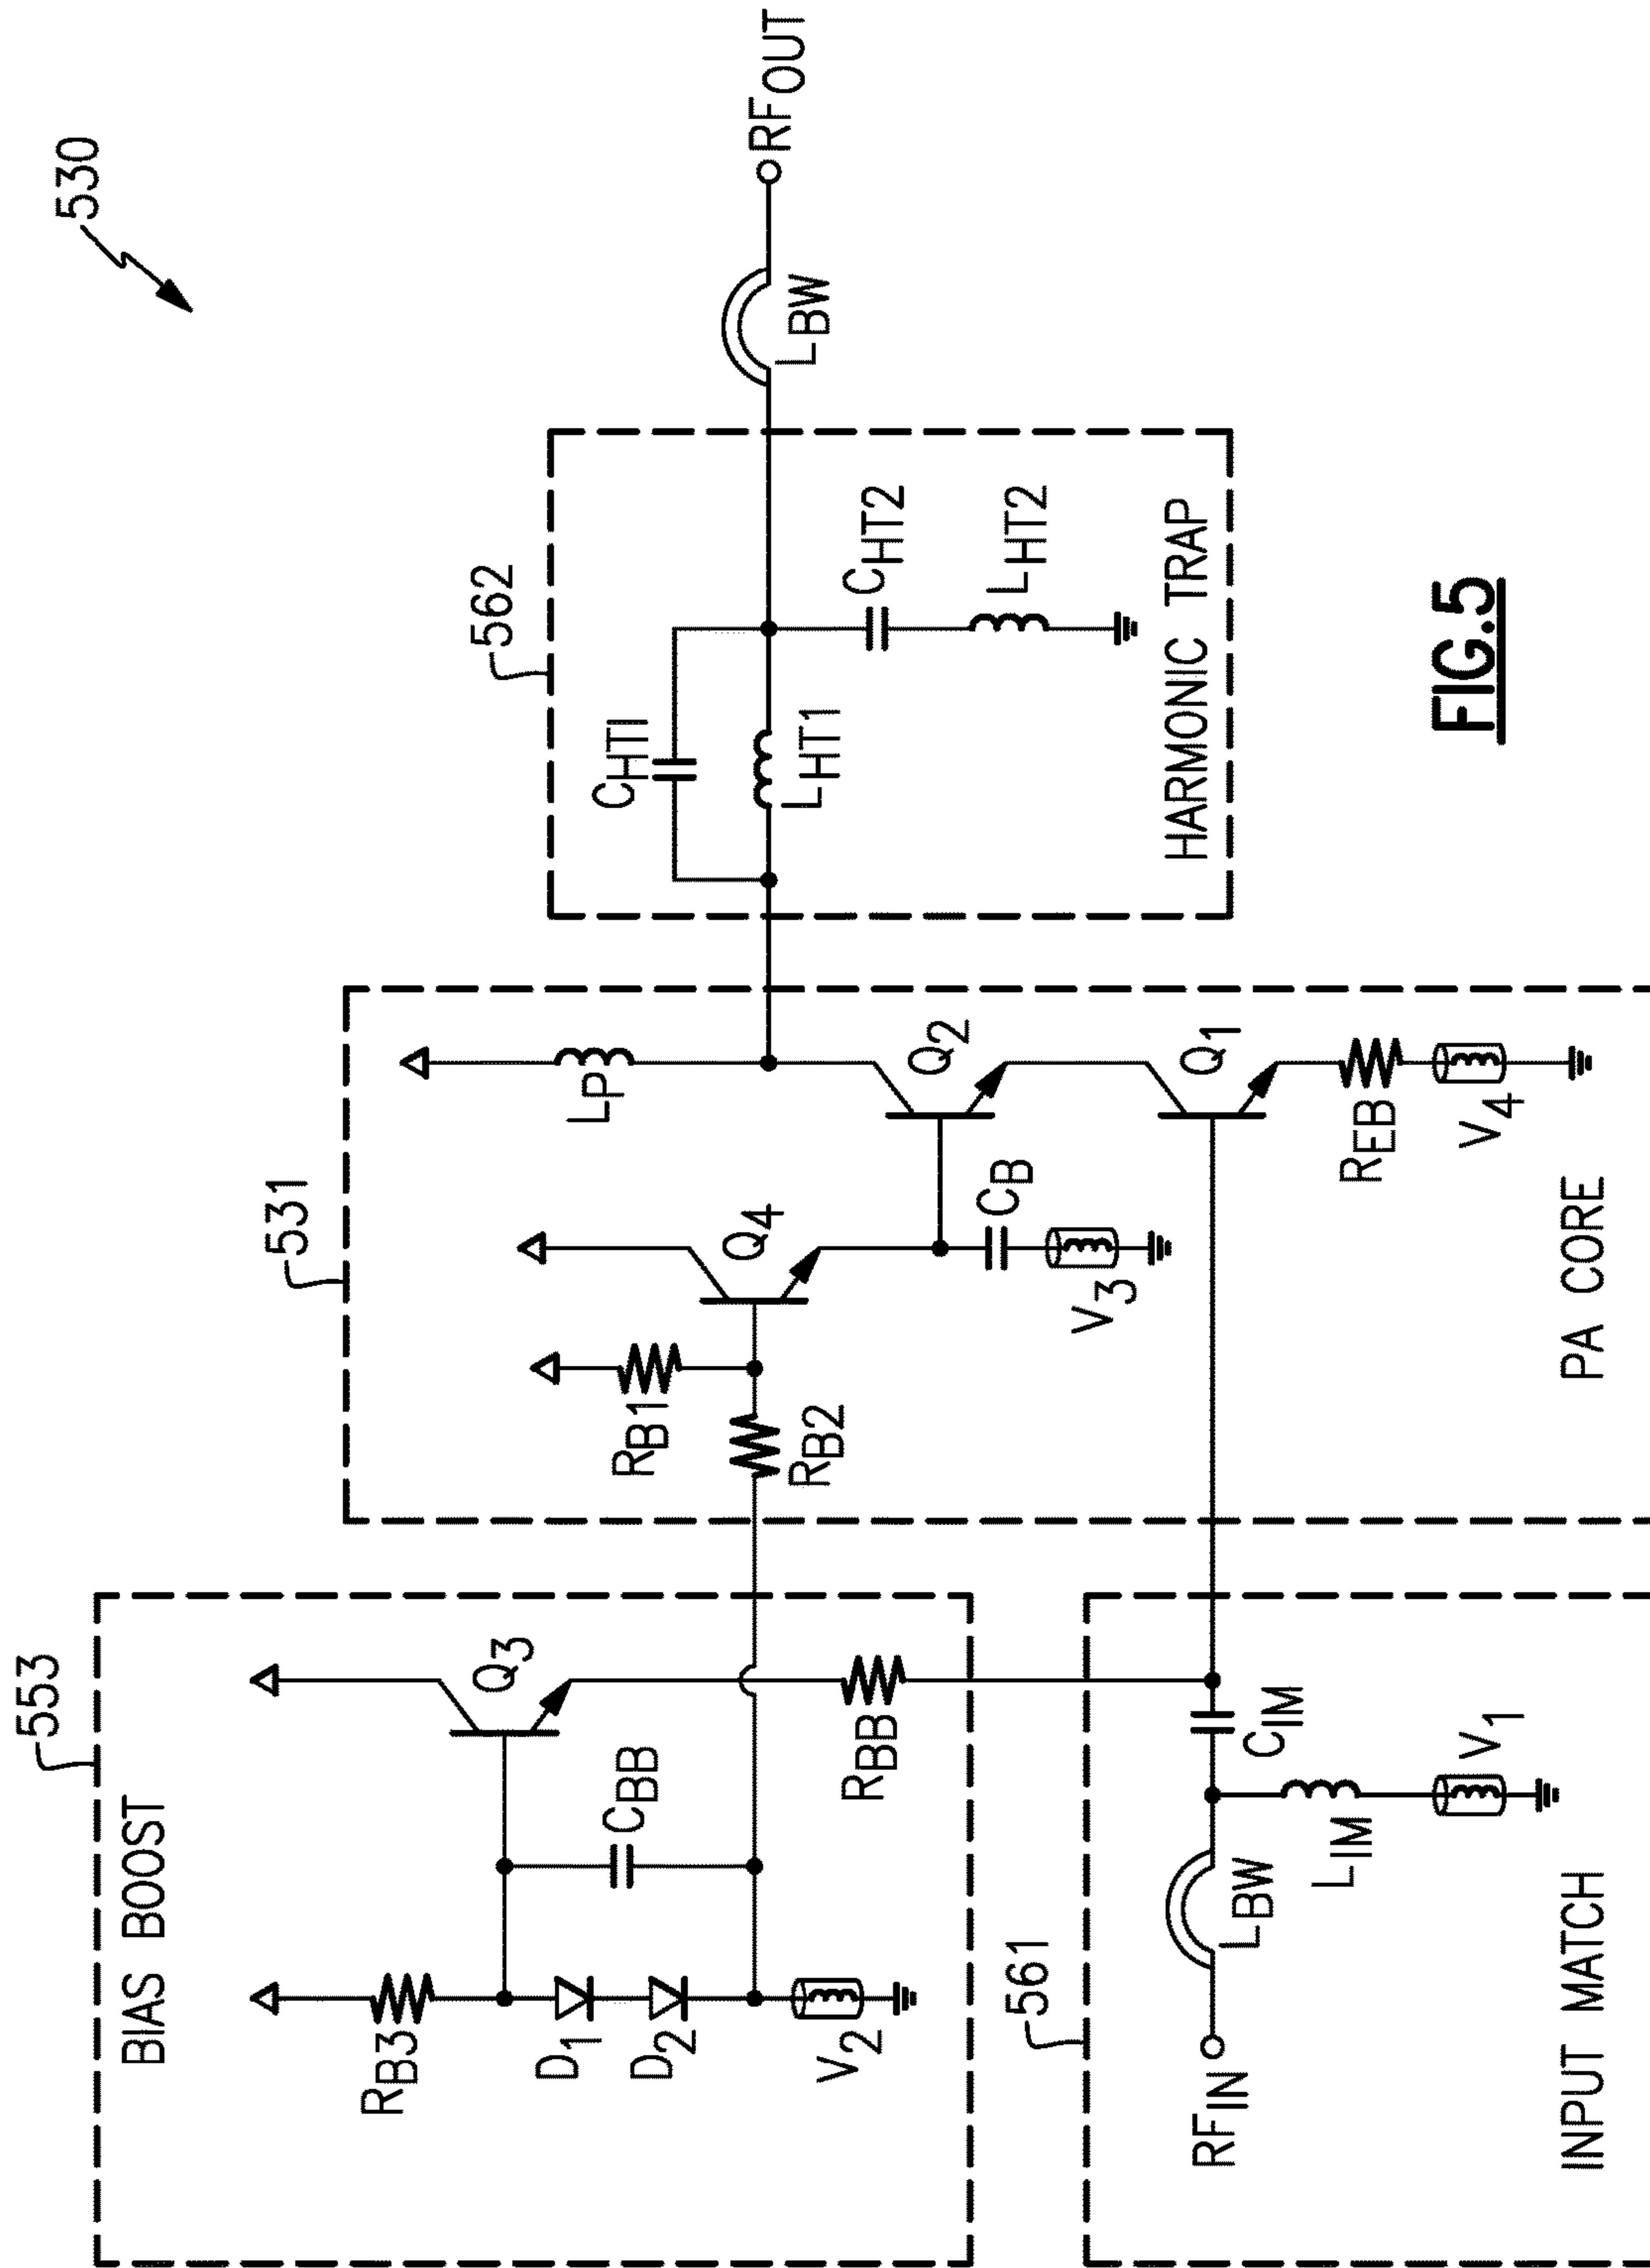 530
553
BIAS BOOST
RB3
D1
D2
V2
CBB
Q3
RBB
561
RFIN
LBW
LIM
V1
CIM
INPUT MATCH
531
RB1
RB2
Q4
V3
CB
LP
Q2
Q1
REB
V4
PA CORE
562
CHT1
LHT1
CHT2
LHT2
HARMONIC TRAP
LBW
RFOUT
FIG.5